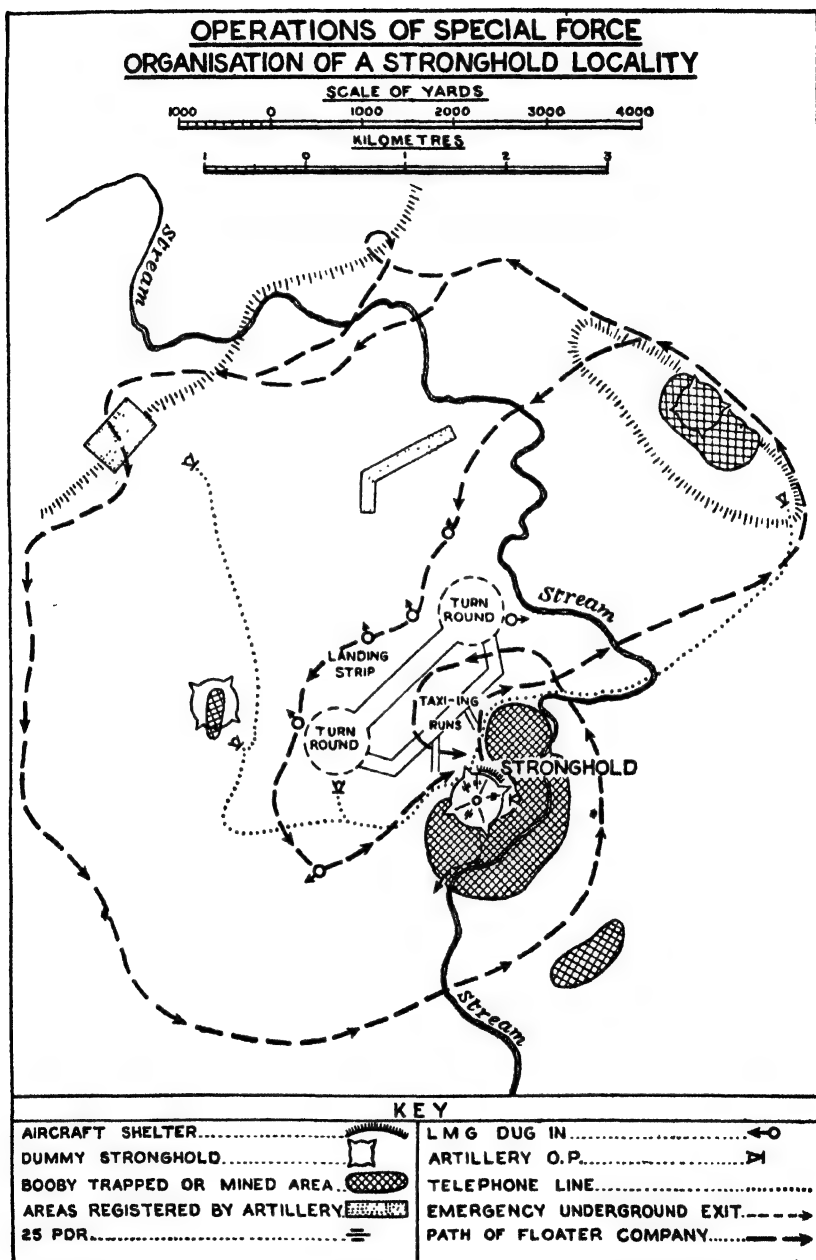 OPERATIONS OF SPECIAL FORCE
ORGANISATION OF A STRONGHOLD LOCALITY
SCALE OF YARDS
1000 0 1000 2000 3000 4000
KILOMETRES
1 0 1 2 3
Stream
Stream
TURN
ROUND
LANDING
STRIP
TAXI-ING
RUNS
TURN
ROUND
STRONGHOLD
Stream
KEY
AIRCRAFT SHELTER
DUMMY STRONGHOLD
BOOBY TRAPPED OR MINED AREA
AREAS REGISTERED BY ARTILLERY
25 PDR.
LMG DUG IN
ARTILLERY O.P.
TELEPHONE LINE
EMERGENCY UNDERGROUND EXIT
PATH OF FLOATER COMPANY